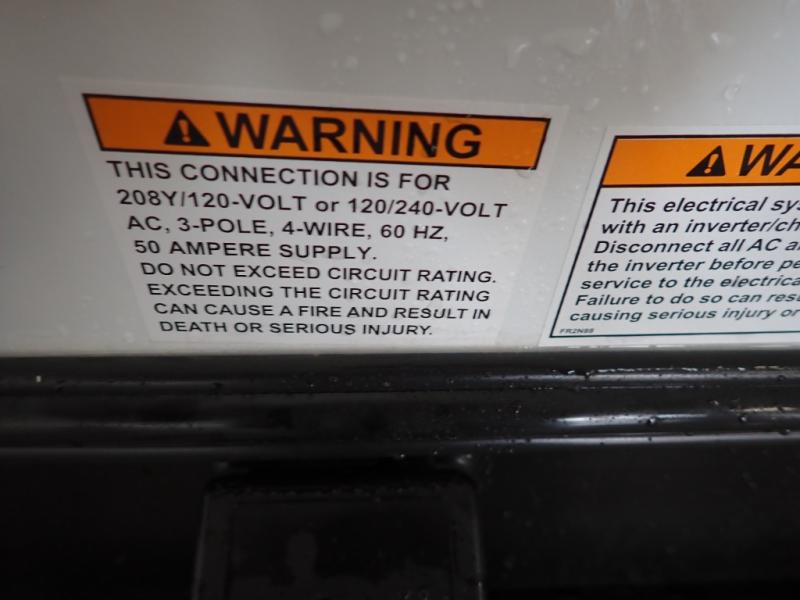 WARNING
THIS CONNECTION IS FOR
208Y/120-VOLT or 120/240-VOLT
AC, 3-POLE, 4-WIRE, 60 HZ,
50 AMPERE SUPPLY.
DO NOT EXCEED CIRCUIT RATING.
EXCEEDING THE CIRCUIT RATING
CAN CAUSE A FIRE AND RESULT IN
DEATH OR SERIOUS INJURY.
This electrical
with an
Disconnect all AC
the inverter before
service to the
Failure to do so can
causing serious injury or
FR2N88